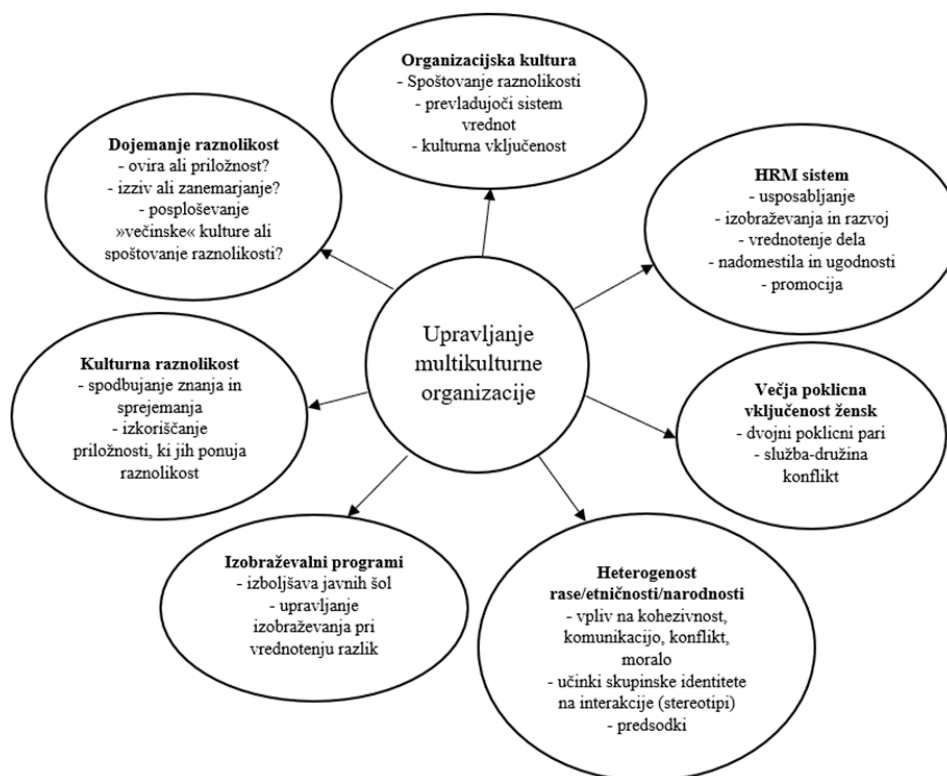 Organizacijska kultura
- Spoštovanje raznolikosti
- prevladujoči sistem
vrednot
- kulturna vključenost
Dojemanje raznolikost
- ovira ali priložnost?
- izziv ali zanemarjanje?
- posploševanje
»večinske« kulture ali
spoštovanje raznolikosti?
HRM sistem
- usposabljanje
- izobraževanja in razvoj
- vrednotenje dela
- nadomestila in ugodnosti
- promocija
Upravljanje
multikulturne
organizacije
Kulturna raznolikost
- spodbujanje znanja in
sprejemanja
- izkoriščanje
priložnosti, ki jih ponuja
raznolikost
Večja poklicna
vključenost žensk
- dvojni poklicni pari
- služba-družina
konflikt
Izobraževalni programi
- izboljšava javnih šol
- upravljanje
izobraževanja pri
vrednotenju razlik
Heterogenost
rase/etničnosti/narodnosti
- vpliv na kohezivnost,
komunikacijo, konflikt,
moralo
- učinki skupinske identitete
na interakcije (stereotipi)
- predsodki